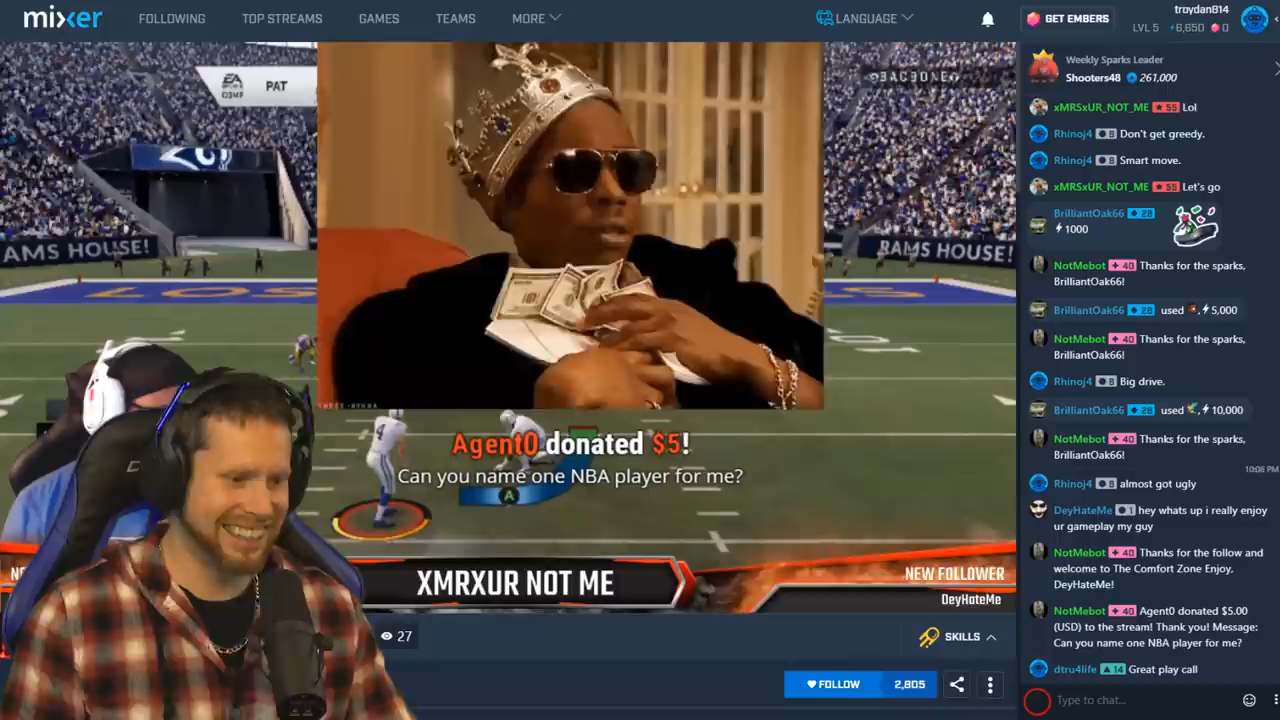 mixer
FOLLOWING
TOP STREAMS
GAMES
TEAMS
MORE
LANGUAGE
GET EMBERS
troydan814
LVL 5 6,650 0
EA
SPORTS
PAT
BACBONE
RAMS HOUSE!
RAMS HOUSE!
4
Agent0 donated $5!
Can you name one NBA player for me?
A
XMRXUR NOT ME
NEW FOLLOWER
DeyHateMe
27
SKILLS
FOLLOW 2,805
Weekly Sparks Leader
Shooters48 261,000
xMRSxUR_NOT_ME 55 Lol
Rhinoj4 8 Don't get greedy.
Rhinoj4 8 Smart move.
xMRSxUR_NOT_ME 55 Let's go
BrilliantOak66 28
1000
NotMebot 40 Thanks for the sparks,
BrilliantOak66!
BrilliantOak66 28 used , 5,000
NotMebot 40 Thanks for the sparks,
BrilliantOak66!
Rhinoj4 8 Big drive.
BrilliantOak66 28 used , 10,000
NotMebot 40 Thanks for the sparks,
BrilliantOak66!
10:08 PM
Rhinoj4 8 almost got ugly
DeyHateMe 1 hey whats up i really enjoy
ur gameplay my guy
NotMebot 40 Thanks for the follow and
welcome to The Comfort Zone Enjoy,
DeyHateMe!
NotMebot 40 Agent0 donated $5.00
(USD) to the stream! Thank you! Message:
Can you name one NBA player for me?
dtru4life 14 Great play call
Type to chat...